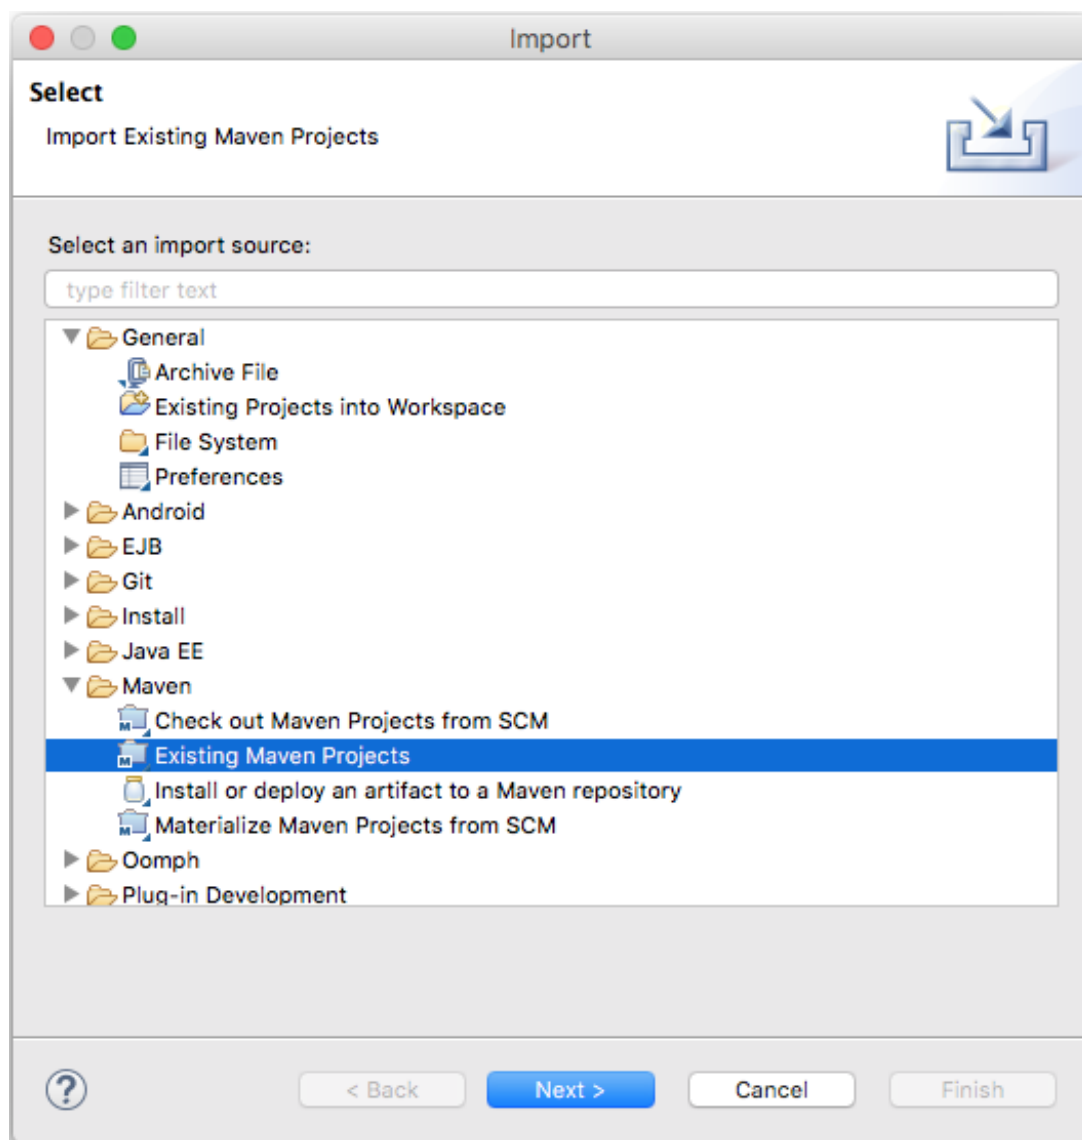 Import
Select
Import Existing Maven Projects
Select an import source:
type filter text
General
Archive File
Existing Projects into Workspace
File System
Preferences
Android
EJB
Git
Install
Java EE
Maven
Check out Maven Projects from SCM
Existing Maven Projects
Install or deploy an artifact to a Maven repository
Materialize Maven Projects from SCM
Oomph
Plug-in Development
? < Back Next > Cancel Finish